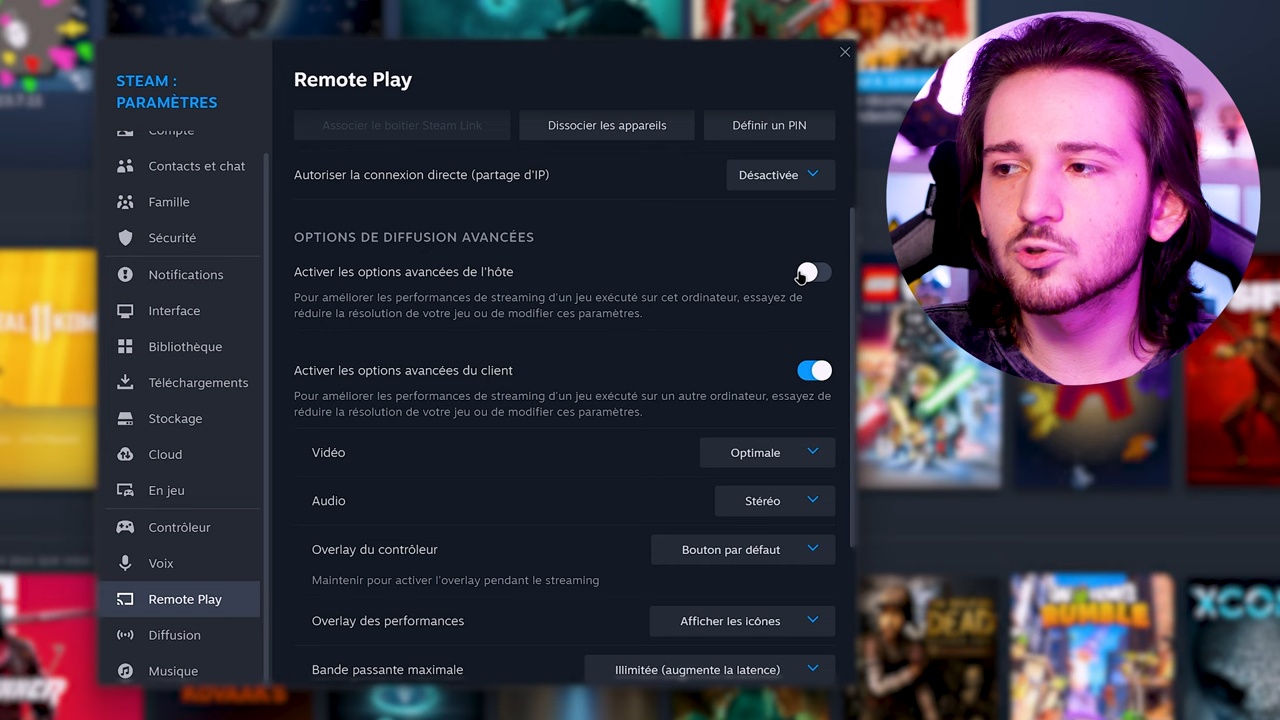 STEAM :
PARAMÈTRES
Compte
Contacts et chat
Famille
Sécurité
Notifications
Interface
Bibliothèque
Téléchargements
Stockage
Cloud
En jeu
Contrôleur
Voix
Remote Play
Diffusion
Musique
Remote Play
Associer le boitier Steam Link
Dissocier les appareils
Définir un PIN
Autoriser la connexion directe (partage d'IP)
Désactivée
OPTIONS DE DIFFUSION AVANCÉES
Activer les options avancées de l'hôte
Pour améliorer les performances de streaming d'un jeu exécuté sur cet ordinateur, essayez de
réduire la résolution de votre jeu ou de modifier ces paramètres.
Activer les options avancées du client
Pour améliorer les performances de streaming d'un jeu exécuté sur un autre ordinateur, essayez de
réduire la résolution de votre jeu ou de modifier ces paramètres.
Vidéo
Optimale
Audio
Stéréo
Overlay du contrôleur
Bouton par défaut
Maintenir pour activer l'overlay pendant le streaming
Overlay des performances
Afficher les icônes
Bande passante maximale
Illimitée (augmente la latence)
DEAD
RUMBLE
XCO